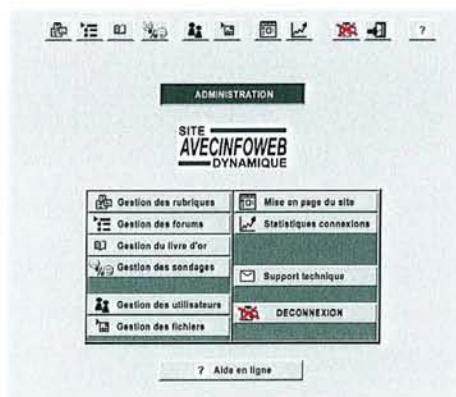 ?
ADMINISTRATION
SITE
AVECINFOWEB
DYNAMIQUE
Gestion des rubriques
Mise en page du site
Gestion des forums
Statistiques connexions
Gestion du livre d'or
Gestion des sondages
Support technique
Gestion des utilisateurs
DECONNEXION
Gestion des fichiers
? Aide en ligne